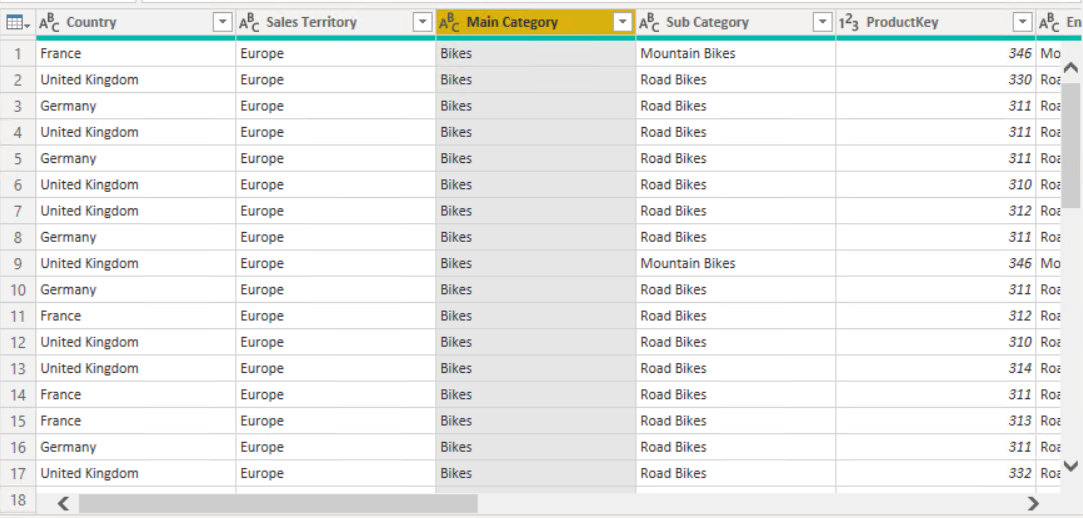 ABC Country ABC Sales Territory ABC Main Category ABC Sub Category 123 ProductKey ABC En
1 France Europe Bikes Mountain Bikes 346 Mo
2 United Kingdom Europe Bikes Road Bikes 330 Roa
3 Germany Europe Bikes Road Bikes 311 Roa
4 United Kingdom Europe Bikes Road Bikes 311 Roa
5 Germany Europe Bikes Road Bikes 311 Roa
6 United Kingdom Europe Bikes Road Bikes 310 Roa
7 United Kingdom Europe Bikes Road Bikes 312 Roa
8 Germany Europe Bikes Road Bikes 311 Roa
9 United Kingdom Europe Bikes Mountain Bikes 346 Mo
10 Germany Europe Bikes Road Bikes 311 Roa
11 France Europe Bikes Road Bikes 312 Roa
12 United Kingdom Europe Bikes Road Bikes 310 Roa
13 United Kingdom Europe Bikes Road Bikes 314 Roa
14 France Europe Bikes Road Bikes 311 Roa
15 France Europe Bikes Road Bikes 313 Roa
16 Germany Europe Bikes Road Bikes 311 Roa
17 United Kingdom Europe Bikes Road Bikes 332 Roa
18